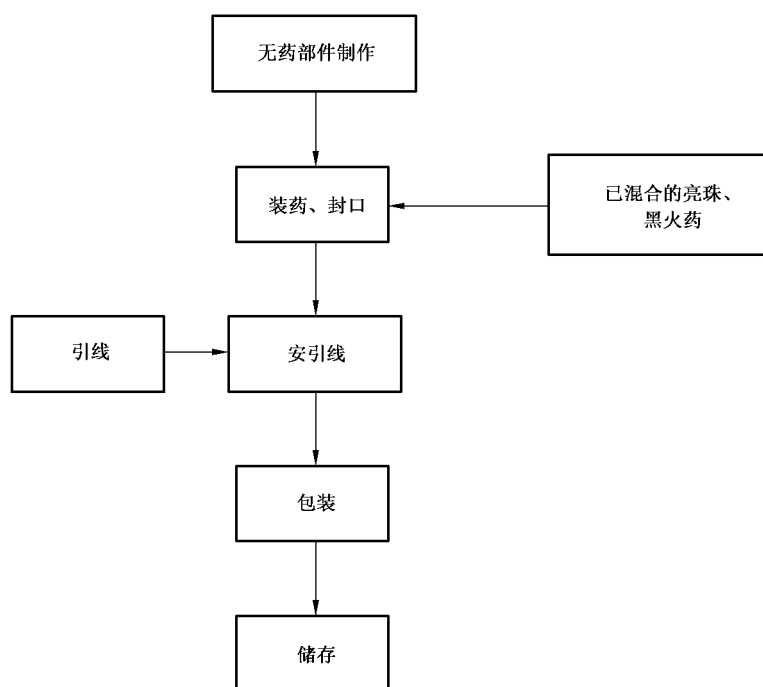 无药部件制作
装药、封口
已混合的亮珠、
黑火药
引线
安引线
包装
储存